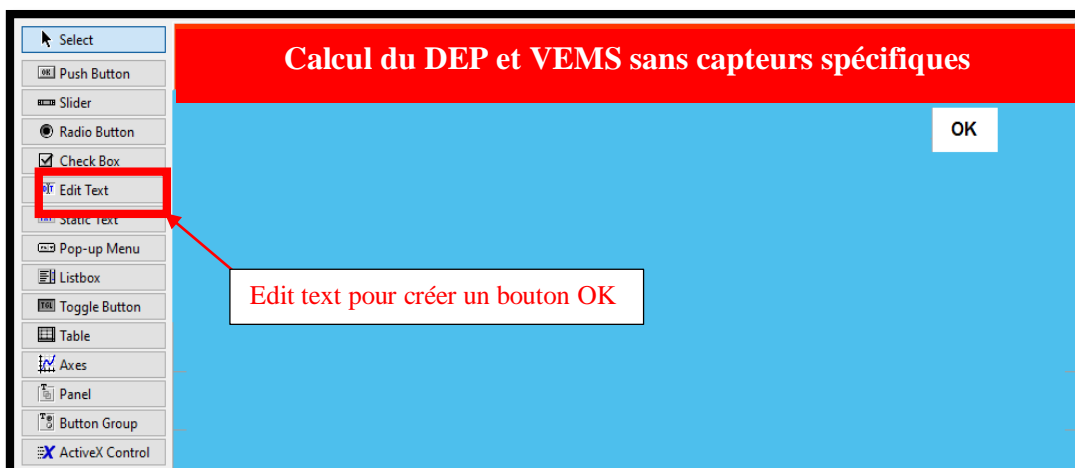 Select
Push Button
Slider
Radio Button
Check Box
Edit Text
Static Text
Pop-up Menu
Listbox
Toggle Button
Table
Axes
Panel
Button Group
ActiveX Control
Calcul du DEP et VEMS sans capteurs spécifiques
OK
Edit text pour créer un bouton OK